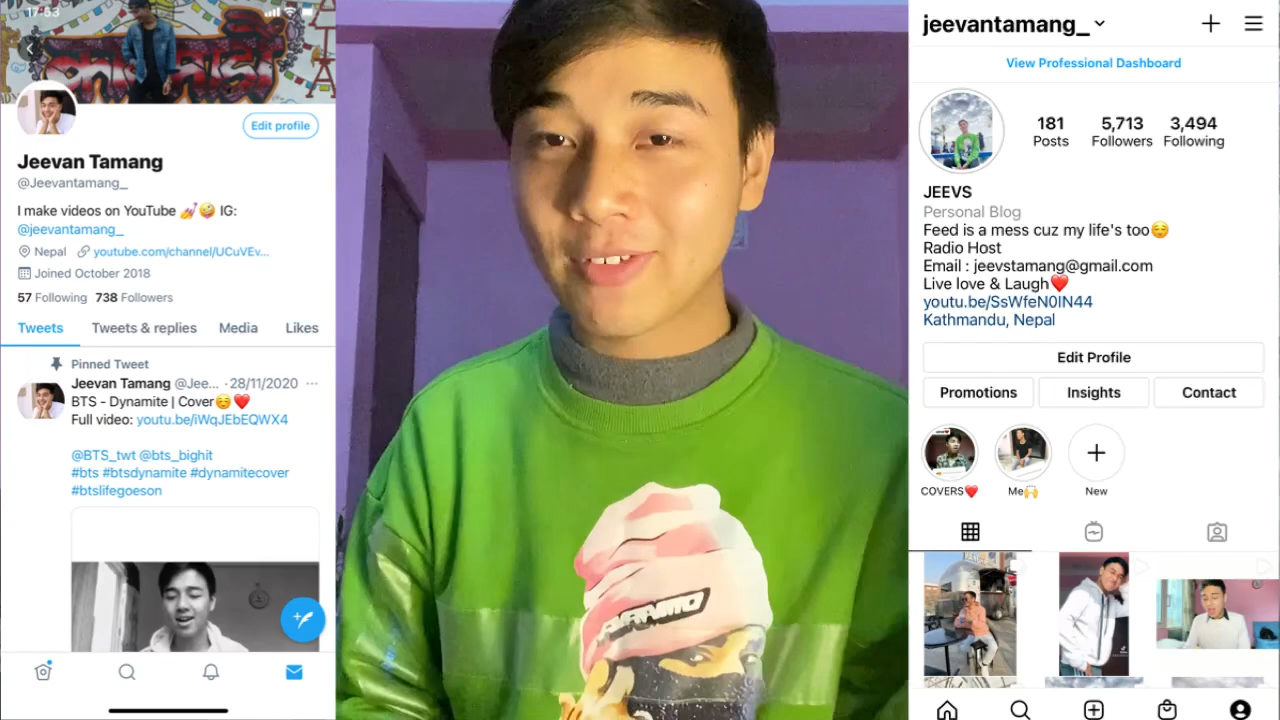 17:53
Edit profile
Jeevan Tamang
@Jeevantamang_
I make videos on YouTube 💅🤪 IG:
@jeevantamang_
Nepal youtube.com/channel/UCuVEv...
Joined October 2018
57 Following 738 Followers
Tweets Tweets & replies Media Likes
Pinned Tweet
Jeevan Tamang @Jee... · 28/11/2020 ...
BTS - Dynamite | Cover☺️❤️
Full video: youtu.be/iWqJEbEQWX4
@BTS_twt @bts_bighit
#bts #btsdynamite #dynamitecover
#btslifegoeson
jeevantamang_
View Professional Dashboard
181 5,713 3,494
Posts Followers Following
JEEVS
Personal Blog
Feed is a mess cuz my life's too😌
Radio Host
Email : jeevstamang@gmail.com
Live love & Laugh❤️
youtu.be/SsWfeN0lN44
Kathmandu, Nepal
Edit Profile
Promotions Insights Contact
COVERS❤️ Me🙌 New